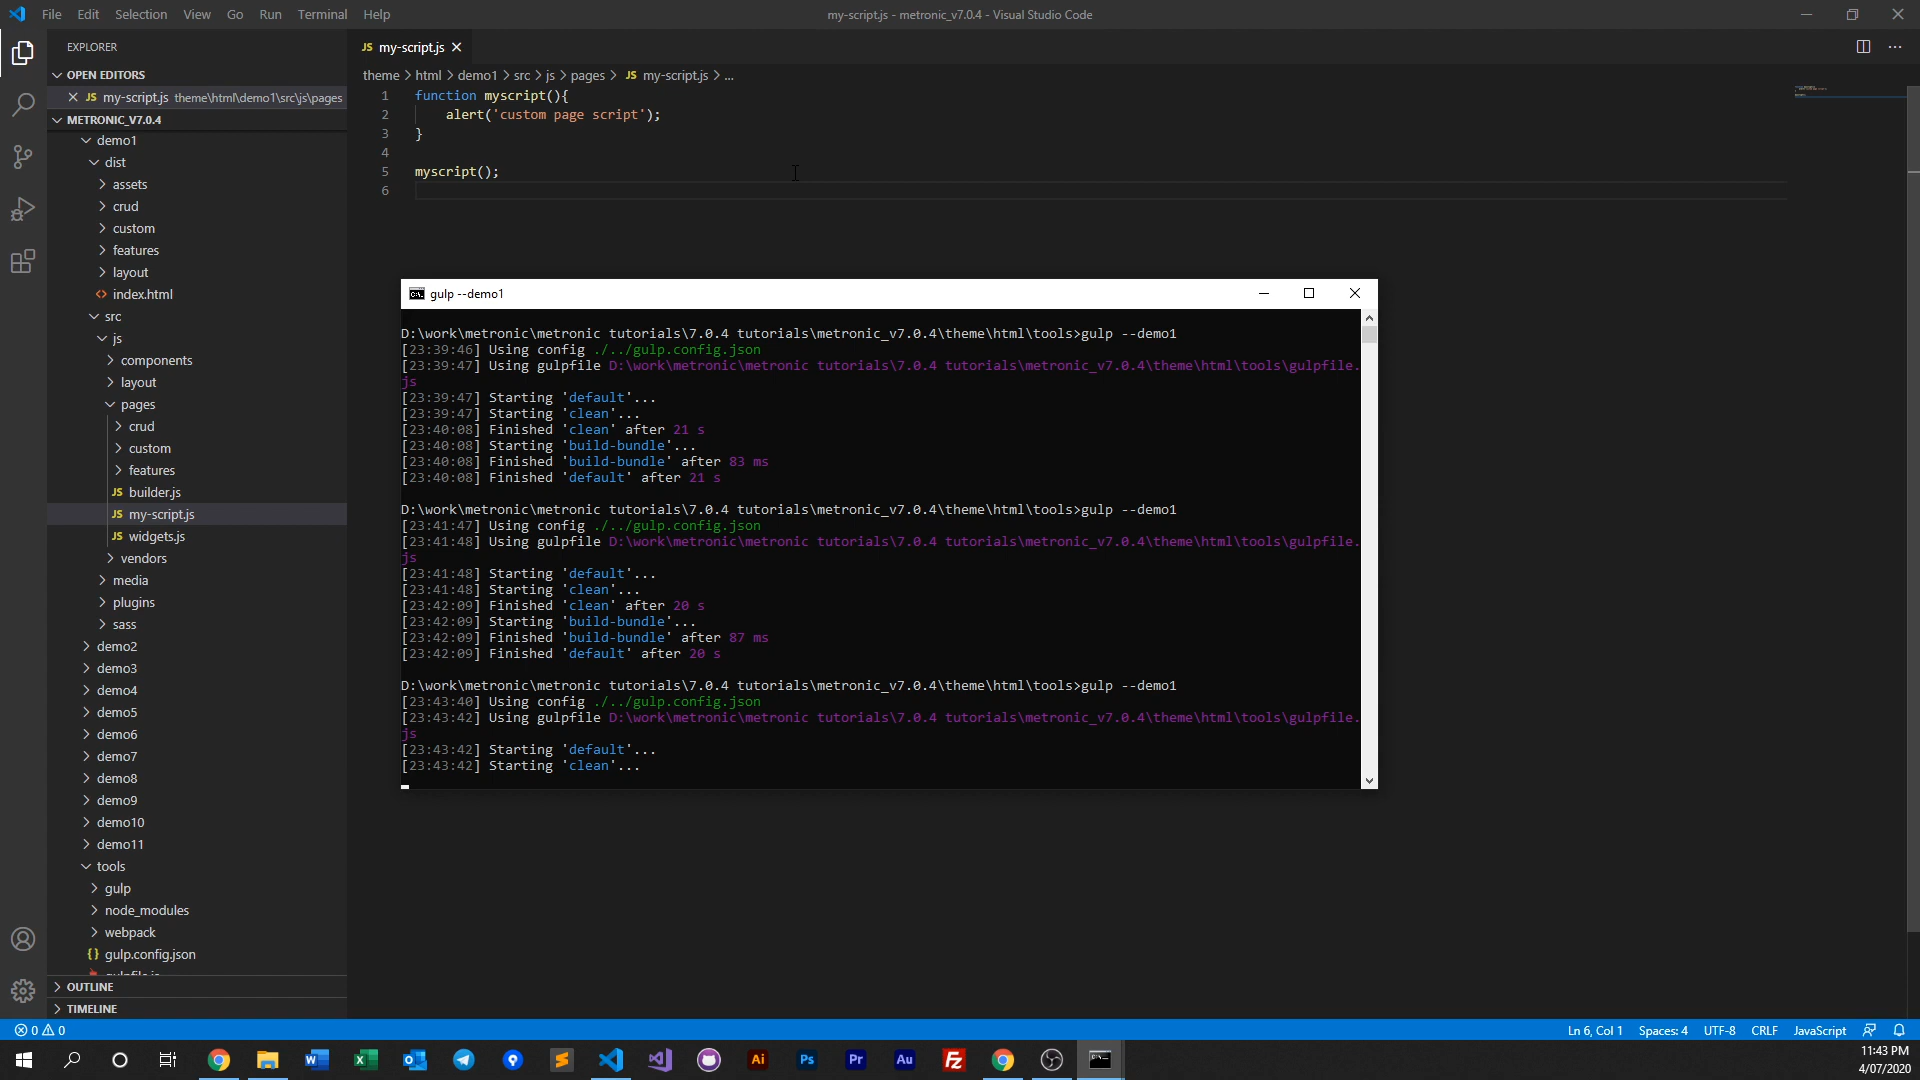 File Edit Selection View Go Run Terminal Help
my-script.js - metronic_v7.0.4 - Visual Studio Code
EXPLORER
OPEN EDITORS
JS my-script.js theme\html\demo1\src\js\pages
METRONIC_V7.0.4
demo1
dist
assets
crud
custom
features
layout
index.html
src
js
components
layout
pages
crud
custom
features
JS builder.js
JS my-script.js
JS widgets.js
vendors
media
plugins
sass
demo2
demo3
demo4
demo5
demo6
demo7
demo8
demo9
demo10
demo11
tools
gulp
node_modules
webpack
{} gulp.config.json
OUTLINE
TIMELINE
JS my-script.js
theme > html > demo1 > src > js > pages > JS my-script.js > ...
1 function myscript(){
2 alert('custom page script');
3 }
4
5 myscript();
6
gulp --demo1
D:\work\metronic\metronic tutorials\7.0.4 tutorials\metronic_v7.0.4\theme\html\tools>gulp --demo1
[23:39:46] Using config ./../gulp.config.json
[23:39:47] Using gulpfile D:\work\metronic\metronic tutorials\7.0.4 tutorials\metronic_v7.0.4\theme\html\tools\gulpfile.
js
[23:39:47] Starting 'default'...
[23:39:47] Starting 'clean'...
[23:40:08] Finished 'clean' after 21 s
[23:40:08] Starting 'build-bundle'...
[23:40:08] Finished 'build-bundle' after 83 ms
[23:40:08] Finished 'default' after 21 s
D:\work\metronic\metronic tutorials\7.0.4 tutorials\metronic_v7.0.4\theme\html\tools>gulp --demo1
[23:41:47] Using config ./../gulp.config.json
[23:41:48] Using gulpfile D:\work\metronic\metronic tutorials\7.0.4 tutorials\metronic_v7.0.4\theme\html\tools\gulpfile.
js
[23:41:48] Starting 'default'...
[23:41:48] Starting 'clean'...
[23:42:09] Finished 'clean' after 20 s
[23:42:09] Starting 'build-bundle'...
[23:42:09] Finished 'build-bundle' after 87 ms
[23:42:09] Finished 'default' after 20 s
D:\work\metronic\metronic tutorials\7.0.4 tutorials\metronic_v7.0.4\theme\html\tools>gulp --demo1
[23:43:40] Using config ./../gulp.config.json
[23:43:42] Using gulpfile D:\work\metronic\metronic tutorials\7.0.4 tutorials\metronic_v7.0.4\theme\html\tools\gulpfile.
js
[23:43:42] Starting 'default'...
[23:43:42] Starting 'clean'...
0 0
Ln 6, Col 1 Spaces: 4 UTF-8 CRLF JavaScript
Ai Ps Pr Au Fz
11:43 PM
4/07/2020